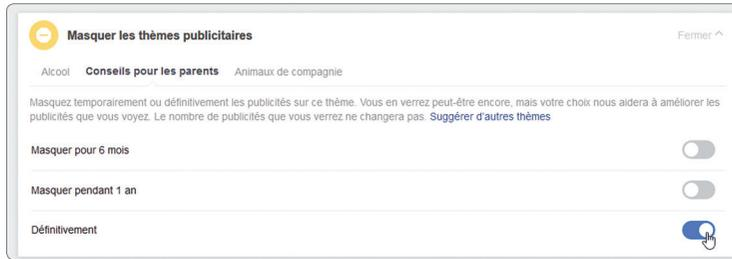 Masquer les thèmes publicitaires
Fermer
Alcool Conseils pour les parents Animaux de compagnie
Masquez temporairement ou définitivement les publicités sur ce thème. Vous en verrez peut-être encore, mais votre choix nous aidera à améliorer les
publicités que vous voyez. Le nombre de publicités que vous verrez ne changera pas. Suggérer d'autres thèmes
Masquer pour 6 mois
Masquer pendant 1 an
Définitivement